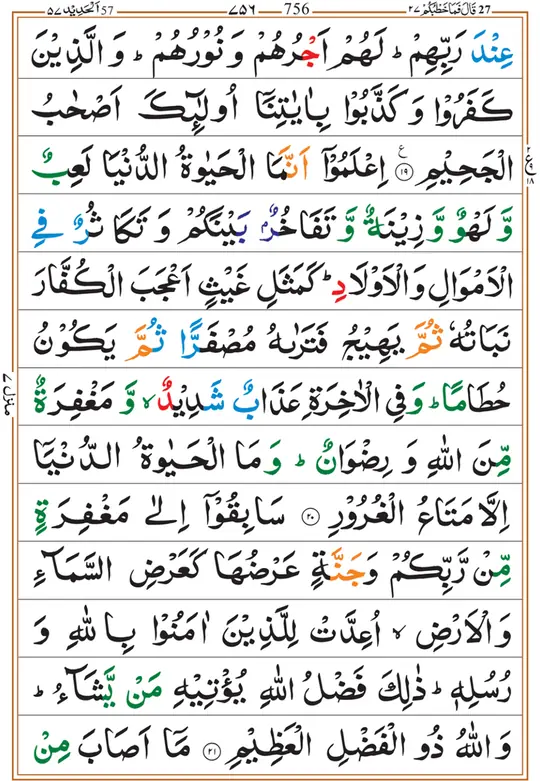 27 قَالَ فَمَا خَطْبُكُمْ ٢٧ 756 ٧٥٦ 57 اَلْحَدِيْد ٥٧
عِنْدَ رَبِّهِمْ ؕ لَهُمْ اَجْرُهُمْ وَ نُوْرُهُمْ ؕ وَ الَّذِيْنَ
كَفَرُوْا وَ كَذَّبُوْا بِاٰيٰتِنَاۤ اُولٰٓئِكَ اَصْحٰبُ
الْجَحِيْمِ ۧ ١٩ اِعْلَمُوْۤا اَنَّمَا الْحَيٰوةُ الدُّنْيَا لَعِبٌ
وَّ لَهْوٌ وَّ زِيْنَةٌ وَّ تَفَاخُرٌۢ بَيْنَكُمْ وَ تَكَاثُرٌ فِي
الْاَمْوَالِ وَ الْاَوْلَادِ ؕ كَمَثَلِ غَيْثٍ اَعْجَبَ الْكُفَّارَ
نَبَاتُهٗ ثُمَّ يَهِيْجُ فَتَرٰىهُ مُصْفَرًّا ثُمَّ يَكُوْنُ
حُطَامًا ؕ وَ فِي الْاٰخِرَةِ عَذَابٌ شَدِيْدٌ ۙ وَّ مَغْفِرَةٌ
مِّنَ اللّٰهِ وَ رِضْوَانٌ ؕ وَ مَا الْحَيٰوةُ الدُّنْيَاۤ
اِلَّا مَتَاعُ الْغُرُوْرِ ٢٠ سَابِقُوْۤا اِلٰى مَغْفِرَةٍ
مِّنْ رَّبِّكُمْ وَ جَنَّةٍ عَرْضُهَا كَعَرْضِ السَّمَآءِ
وَ الْاَرْضِ ۙ اُعِدَّتْ لِلَّذِيْنَ اٰمَنُوْا بِاللّٰهِ وَ
رُسُلِهٖ ؕ ذٰلِكَ فَضْلُ اللّٰهِ يُؤْتِيْهِ مَنْ يَّشَآءُ ؕ
وَ اللّٰهُ ذُو الْفَضْلِ الْعَظِيْمِ ٢١ مَاۤ اَصَابَ مِنْ
منزل ٧